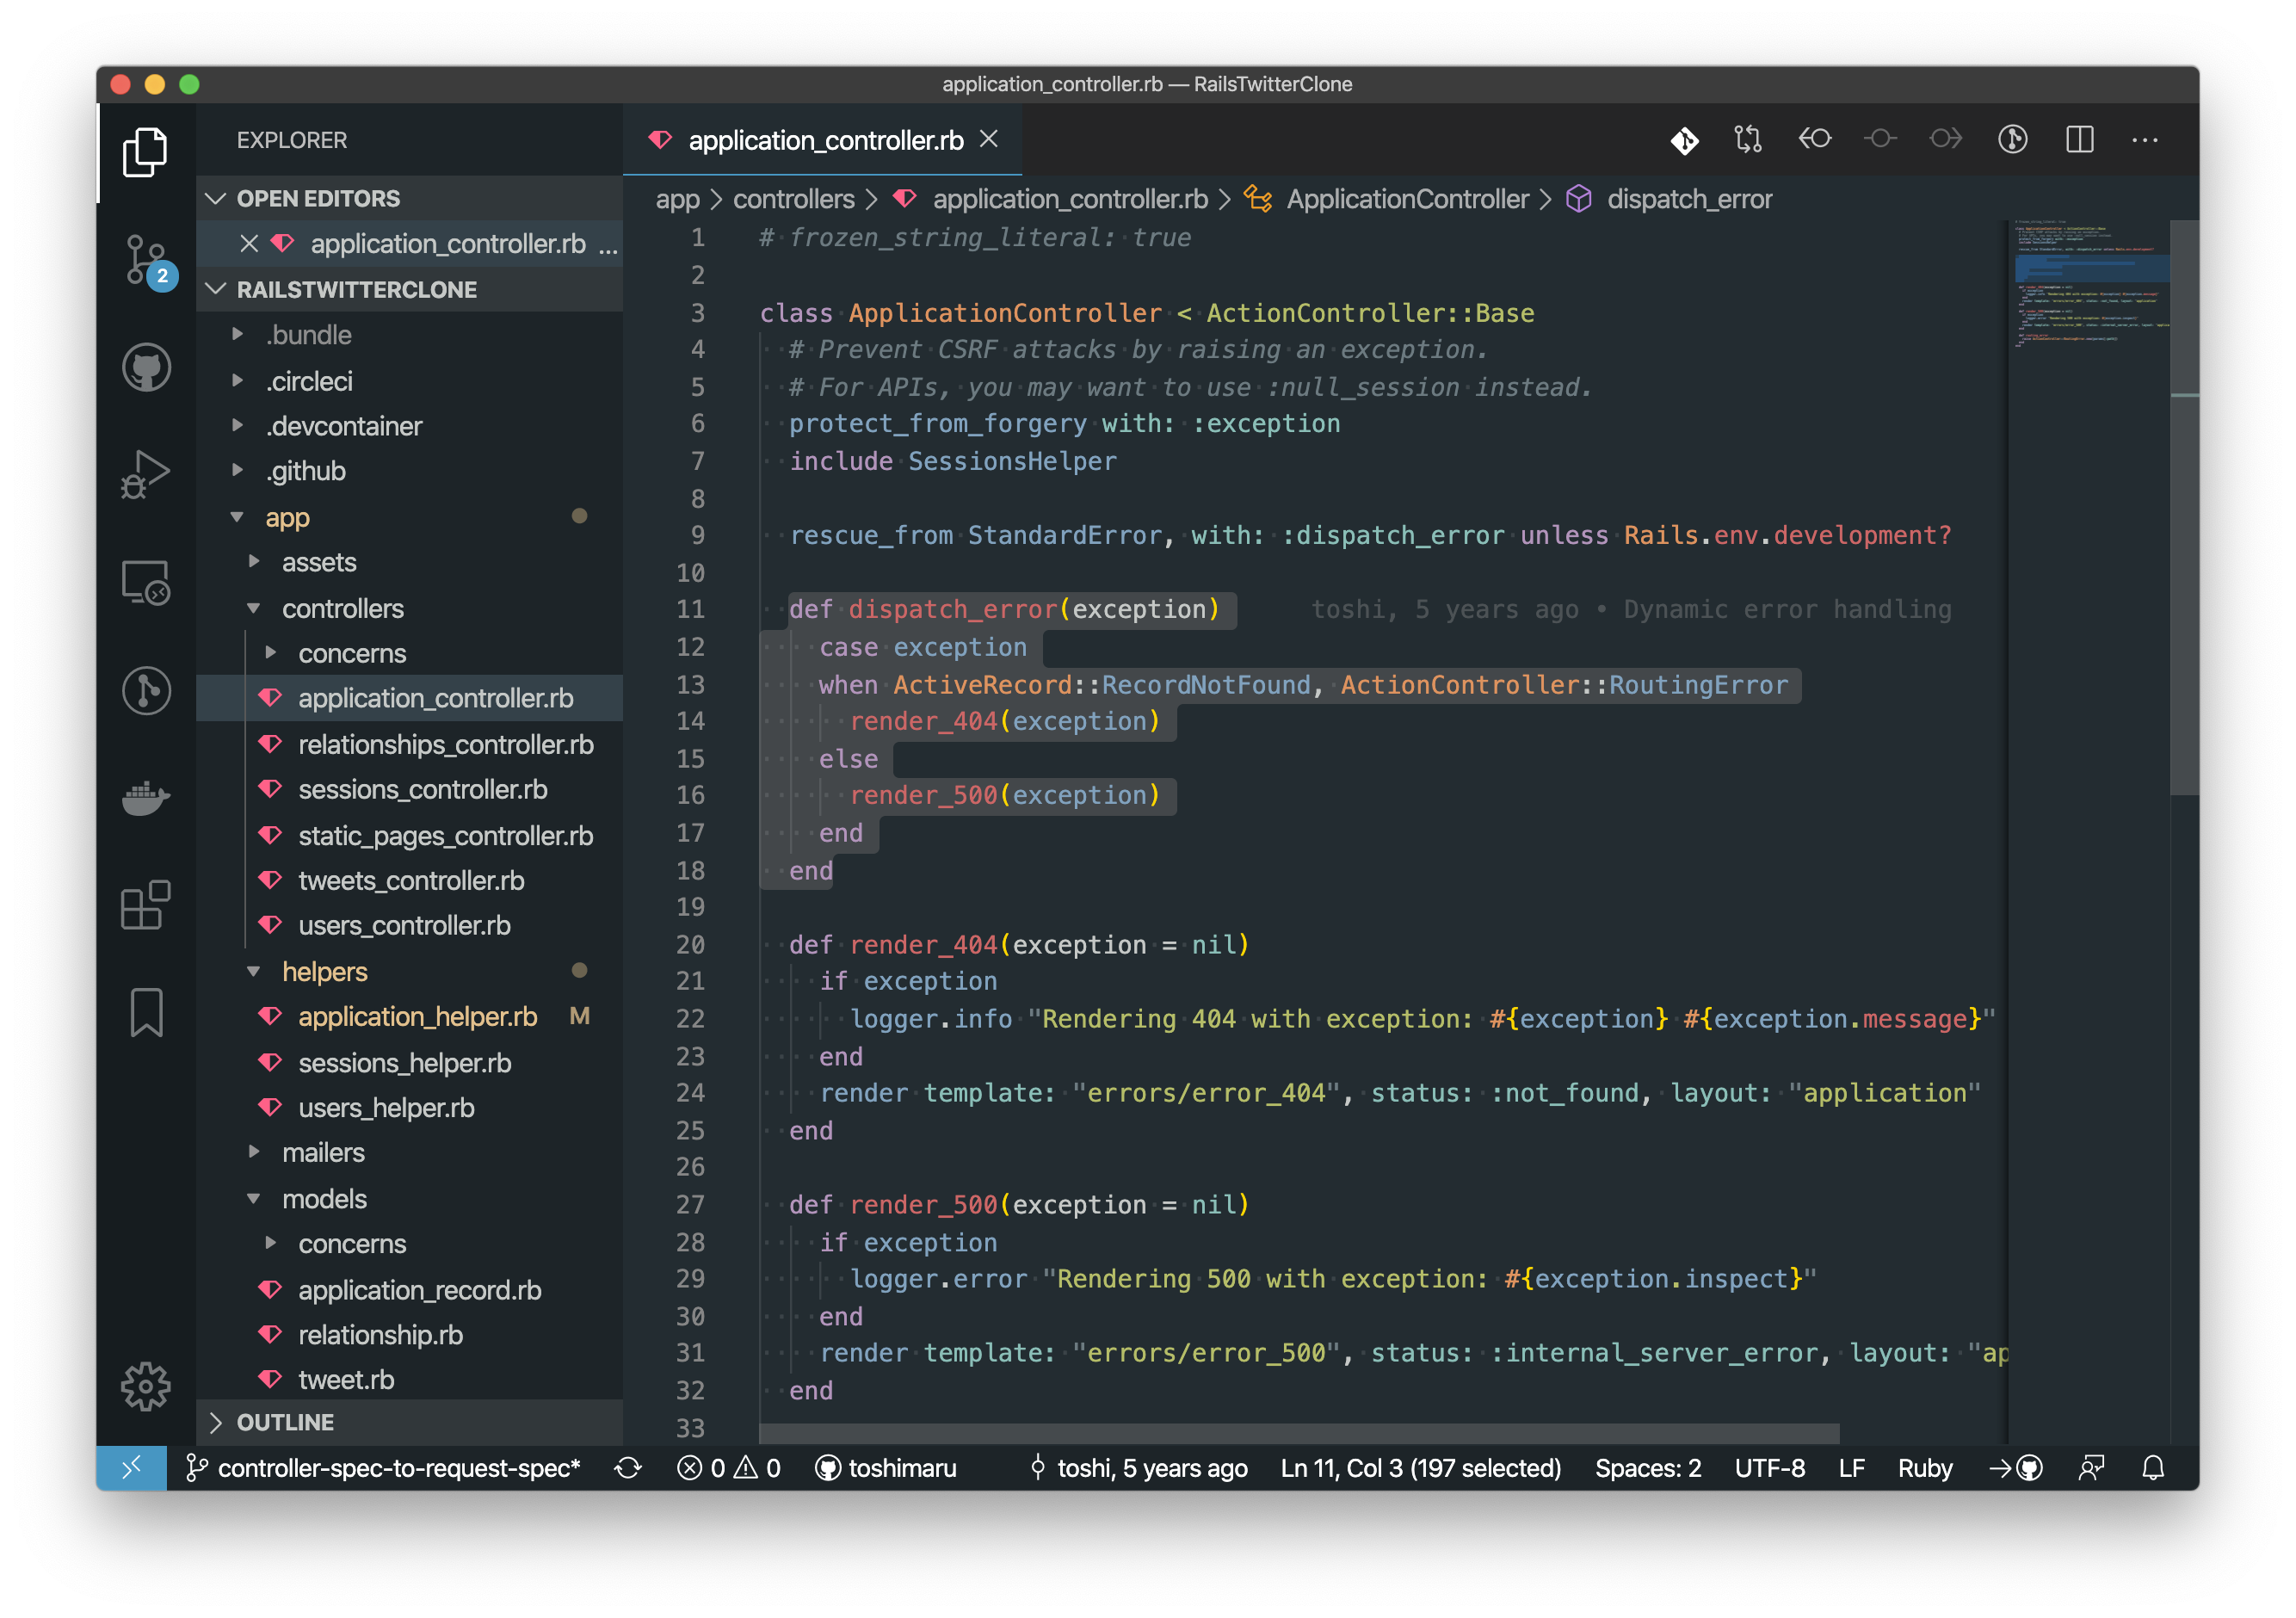 application_controller.rb — RailsTwitterClone
EXPLORER
OPEN EDITORS
application_controller.rb ...
RAILSTWITTERCLONE
.bundle
.circleci
.devcontainer
.github
app
assets
controllers
concerns
application_controller.rb
relationships_controller.rb
sessions_controller.rb
static_pages_controller.rb
tweets_controller.rb
users_controller.rb
helpers
application_helper.rb M
sessions_helper.rb
users_helper.rb
mailers
models
concerns
application_record.rb
relationship.rb
tweet.rb
OUTLINE
2
application_controller.rb
app > controllers > application_controller.rb > ApplicationController > dispatch_error
1 # frozen_string_literal: true
2
3 class ApplicationController < ActionController::Base
4 # Prevent CSRF attacks by raising an exception.
5 # For APIs, you may want to use :null_session instead.
6 protect_from_forgery with: :exception
7 include SessionsHelper
8
9 rescue_from StandardError, with: :dispatch_error unless Rails.env.development?
10
11 def dispatch_error(exception) toshi, 5 years ago • Dynamic error handling
12 case exception
13 when ActiveRecord::RecordNotFound, ActionController::RoutingError
14 render_404(exception)
15 else
16 render_500(exception)
17 end
18 end
19
20 def render_404(exception = nil)
21 if exception
22 logger.info "Rendering 404 with exception: #{exception} #{exception.message}"
23 end
24 render template: "errors/error_404", status: :not_found, layout: "application"
25 end
26
27 def render_500(exception = nil)
28 if exception
29 logger.error "Rendering 500 with exception: #{exception.inspect}"
30 end
31 render template: "errors/error_500", status: :internal_server_error, layout: "ap
32 end
33
controller-spec-to-request-spec* 0 0 toshimaru toshi, 5 years ago Ln 11, Col 3 (197 selected) Spaces: 2 UTF-8 LF Ruby